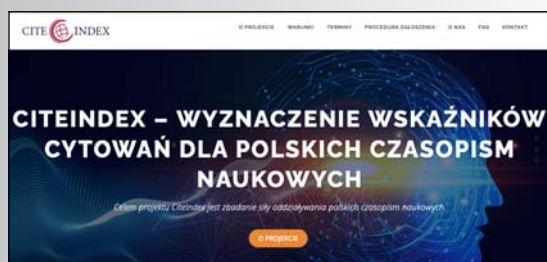 CITE INDEX
O PROJEKCIE WARUNKI TERMINY PROCEDURA ZGŁOSZENIA O NAS FAQ KONTAKT
CITEINDEX – WYZNACZENIE WSKAŹNIKÓW
CYTOWAŃ DLA POLSKICH CZASOPISM
NAUKOWYCH
Celem projektu CiteIndex jest zbadanie siły oddziaływania polskich czasopism naukowych.
O PROJEKCIE